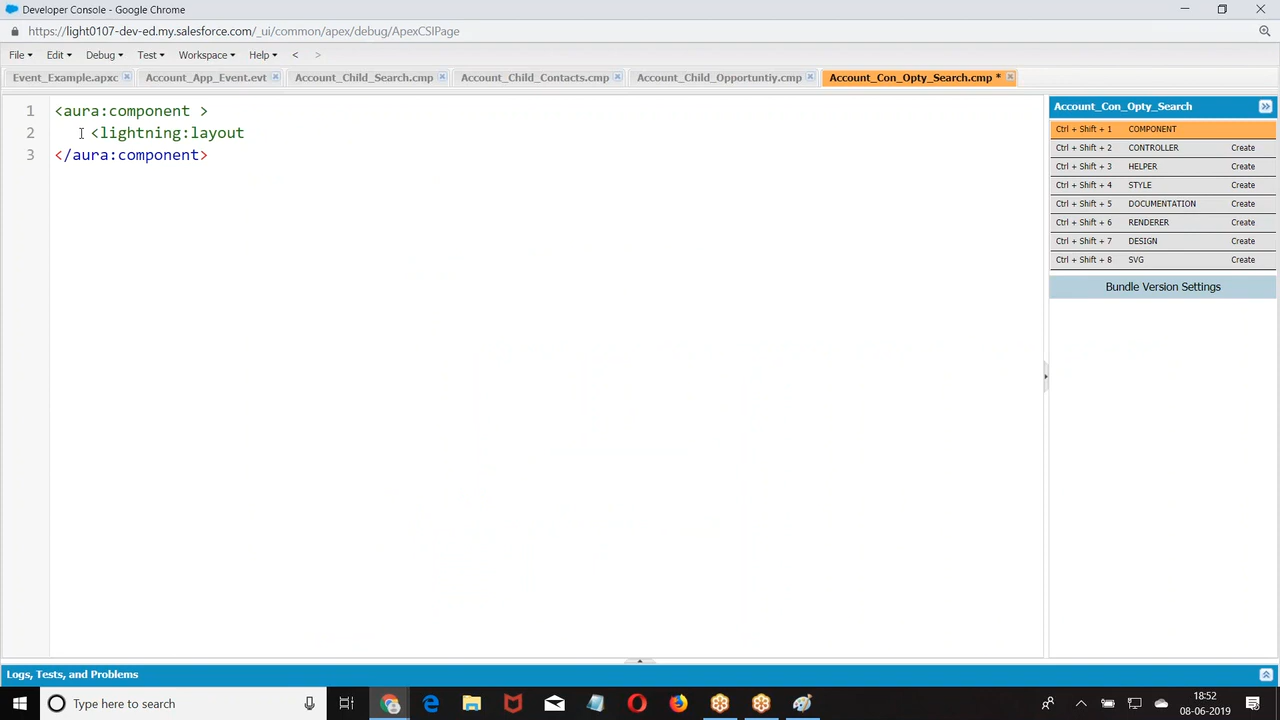 Developer Console - Google Chrome
https://light0107-dev-ed.my.salesforce.com/_ui/common/apex/debug/ApexCSIPage
File Edit Debug Test Workspace Help < >
Event_Example.apxc Account_App_Event.evt Account_Child_Search.cmp Account_Child_Contacts.cmp Account_Child_Opportuntiy.cmp Account_Con_Opty_Search.cmp *
1 <aura:component >
2 <lightning:layout
3 </aura:component>
Account_Con_Opty_Search
Ctrl + Shift + 1 COMPONENT
Ctrl + Shift + 2 CONTROLLER Create
Ctrl + Shift + 3 HELPER Create
Ctrl + Shift + 4 STYLE Create
Ctrl + Shift + 5 DOCUMENTATION Create
Ctrl + Shift + 6 RENDERER Create
Ctrl + Shift + 7 DESIGN Create
Ctrl + Shift + 8 SVG Create
Bundle Version Settings
Logs, Tests, and Problems
Type here to search
18:52
08-06-2019